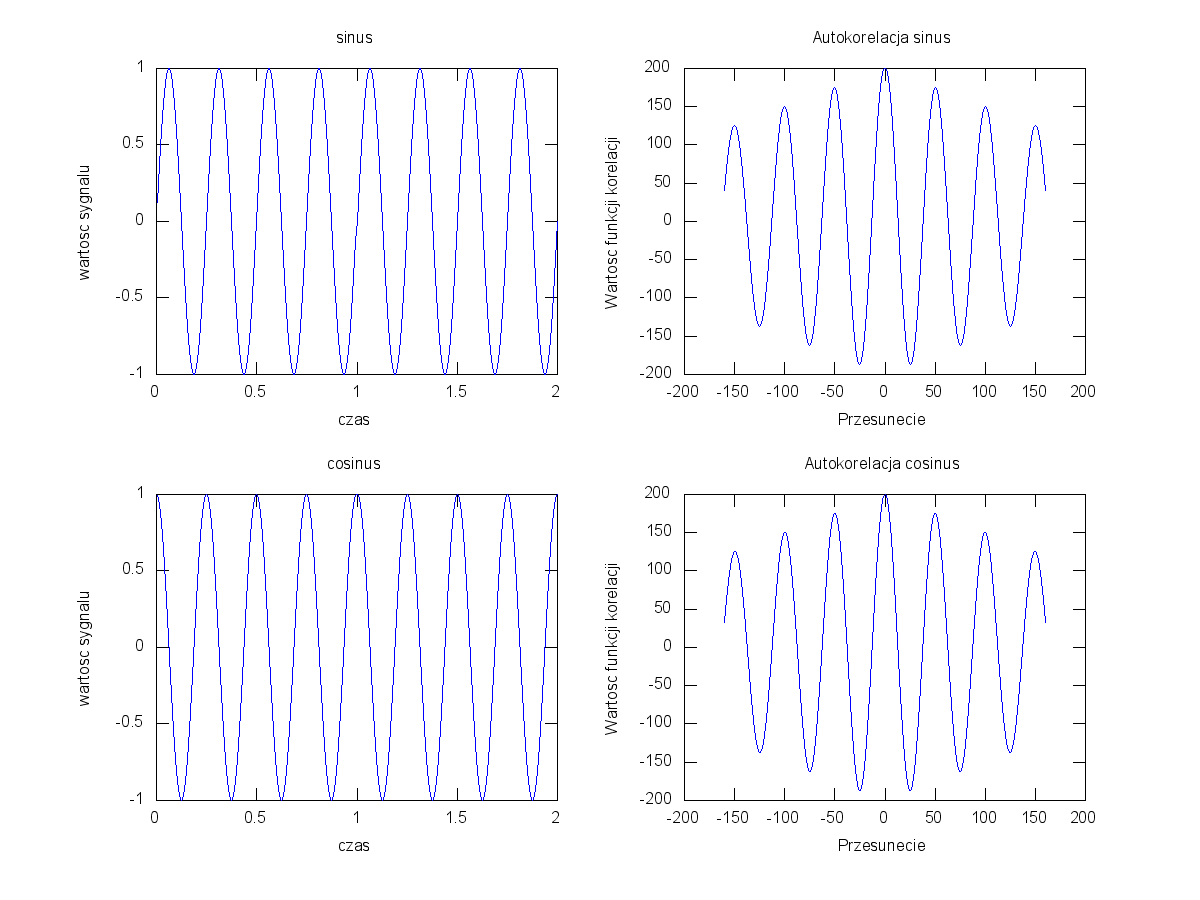 sinus
1
0.5
0
-0.5
-1
0 0.5 1 1.5 2
wartosc sygnalu
czas
Autokorelacja sinus
200
150
100
50
0
-50
-100
-150
-200
-200 -150 -100 -50 0 50 100 150 200
Wartosc funkcji korelacji
Przesuniecie
cosinus
1
0.5
0
-0.5
-1
0 0.5 1 1.5 2
wartosc sygnalu
czas
Autokorelacja cosinus
200
150
100
50
0
-50
-100
-150
-200
-200 -150 -100 -50 0 50 100 150 200
Wartosc funkcji korelacji
Przesuniecie